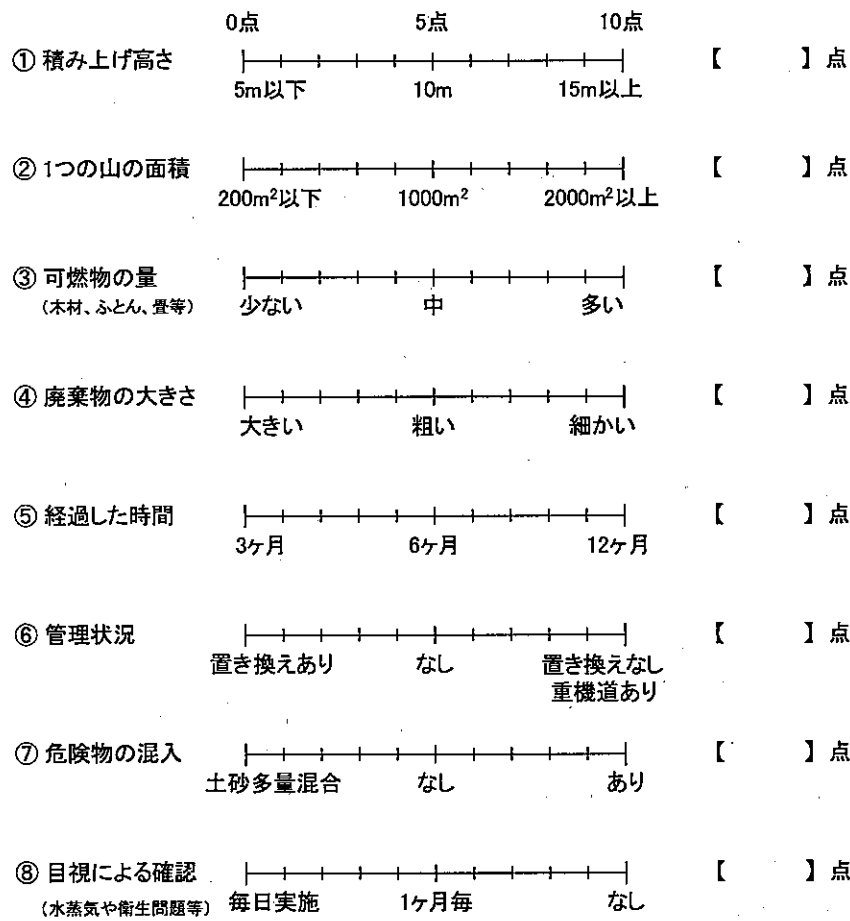 0点 5点 10点
① 積み上げ高さ 【 】点
5m以下 10m 15m以上
② 1つの山の面積 【 】点
200m²以下 1000m² 2000m²以上
③ 可燃物の量 【 】点
(木材、ふとん、畳等) 少ない 中 多い
④ 廃棄物の大きさ 【 】点
大きい 粗い 細かい
⑤ 経過した時間 【 】点
3ヶ月 6ヶ月 12ヶ月
⑥ 管理状況 【 】点
置き換えあり なし 置き換えなし
重機道あり
⑦ 危険物の混入 【 】点
土砂多量混合 なし あり
⑧ 目視による確認 【 】点
(水蒸気や衛生問題等) 毎日実施 1ヶ月毎 なし